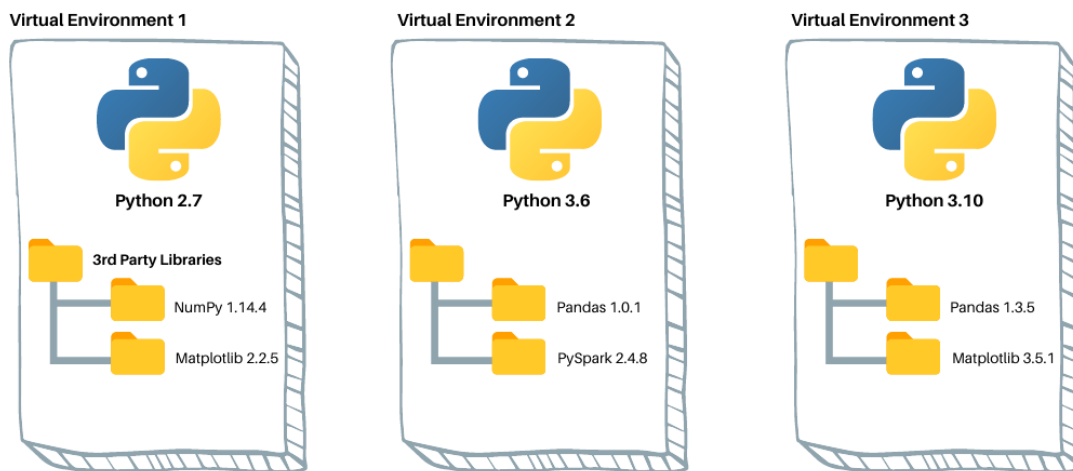 Virtual Environment 1
Python 2.7
3rd Party Libraries
NumPy 1.14.4
Matplotlib 2.2.5
Virtual Environment 2
Python 3.6
Pandas 1.0.1
PySpark 2.4.8
Virtual Environment 3
Python 3.10
Pandas 1.3.5
Matplotlib 3.5.1